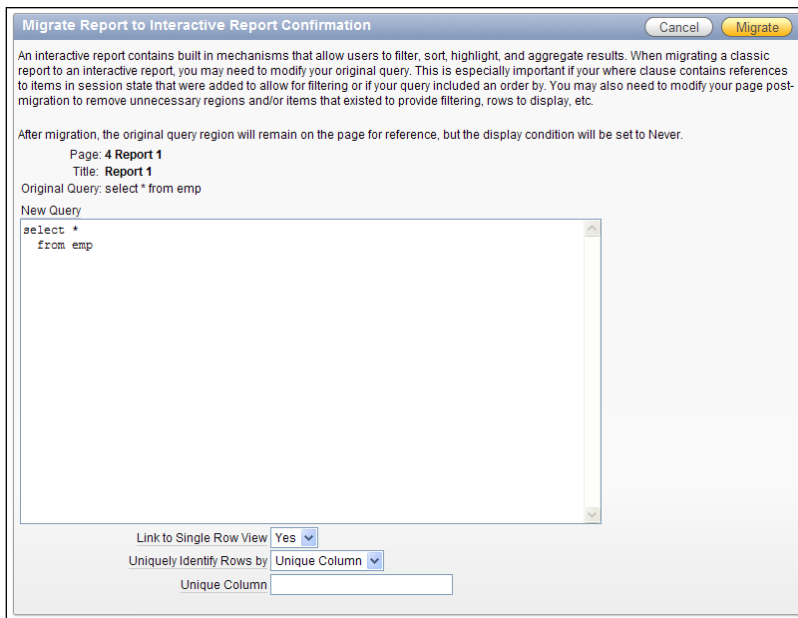 Migrate Report to Interactive Report Confirmation
Cancel
Migrate
An interactive report contains built in mechanisms that allow users to filter, sort, highlight, and aggregate results. When migrating a classic
report to an interactive report, you may need to modify your original query. This is especially important if your where clause contains references
to items in session state that were added to allow for filtering or if your query included an order by. You may also need to modify your page post-
migration to remove unnecessary regions and/or items that existed to provide filtering, rows to display, etc.
After migration, the original query region will remain on the page for reference, but the display condition will be set to Never.
Page: 4 Report 1
Title: Report 1
Original Query: select * from emp
New Query
select *
from emp
Link to Single Row View Yes
Uniquely Identify Rows by Unique Column
Unique Column